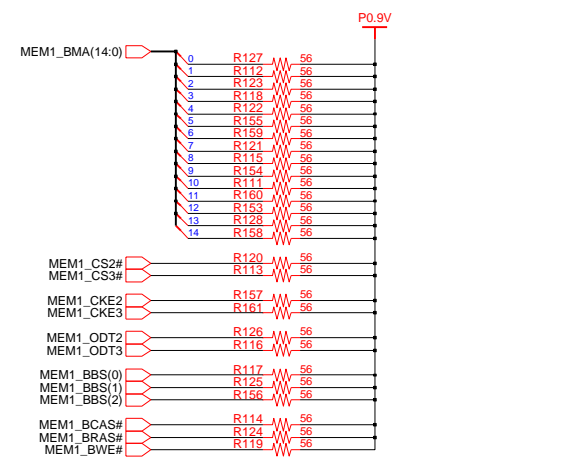 P0.9V
MEM1_BMA(14:0)
0 R127 56
1 R112 56
2 R123 56
3 R118 56
4 R122 56
5 R155 56
6 R159 56
7 R121 56
8 R115 56
9 R154 56
10 R111 56
11 R160 56
12 R153 56
13 R128 56
14 R158 56
MEM1_CS2# R120 56
MEM1_CS3# R113 56
MEM1_CKE2 R157 56
MEM1_CKE3 R161 56
MEM1_ODT2 R126 56
MEM1_ODT3 R116 56
MEM1_BBS(0) R117 56
MEM1_BBS(1) R125 56
MEM1_BBS(2) R156 56
MEM1_BCAS# R114 56
MEM1_BRAS# R124 56
MEM1_BWE# R119 56